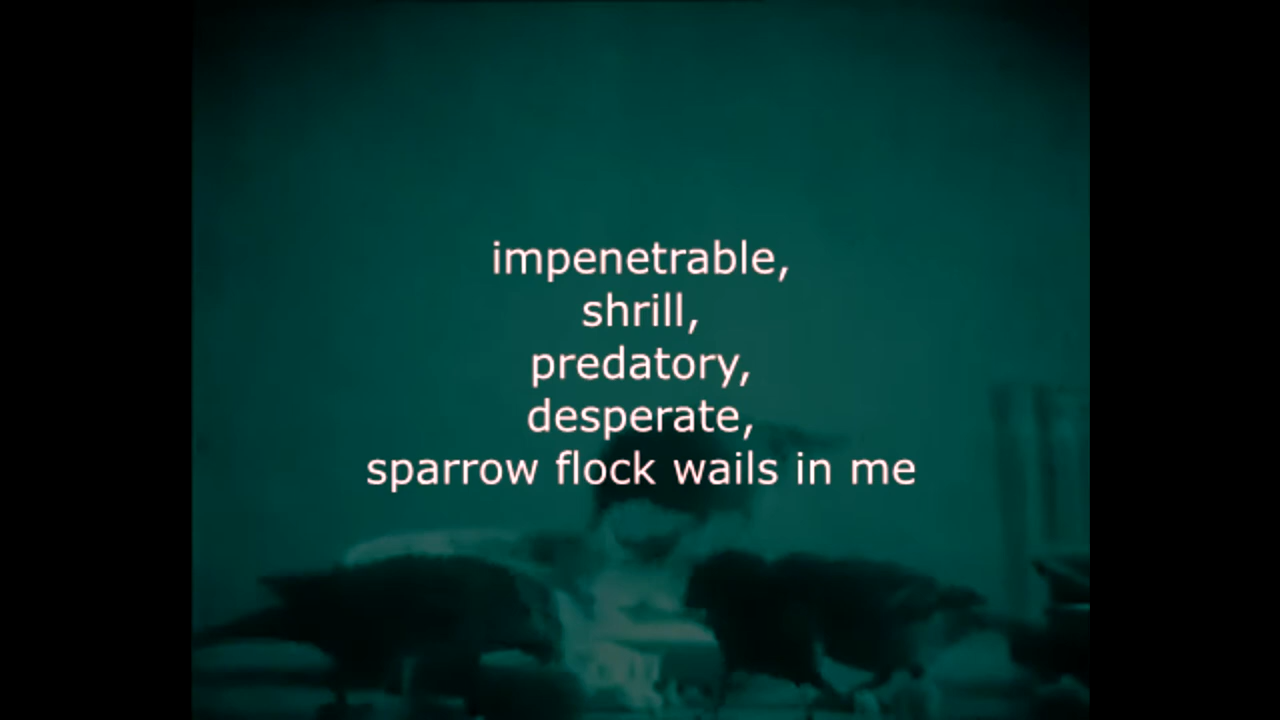 impenetrable,
shrill,
predatory,
desperate,
sparrow flock wails in me